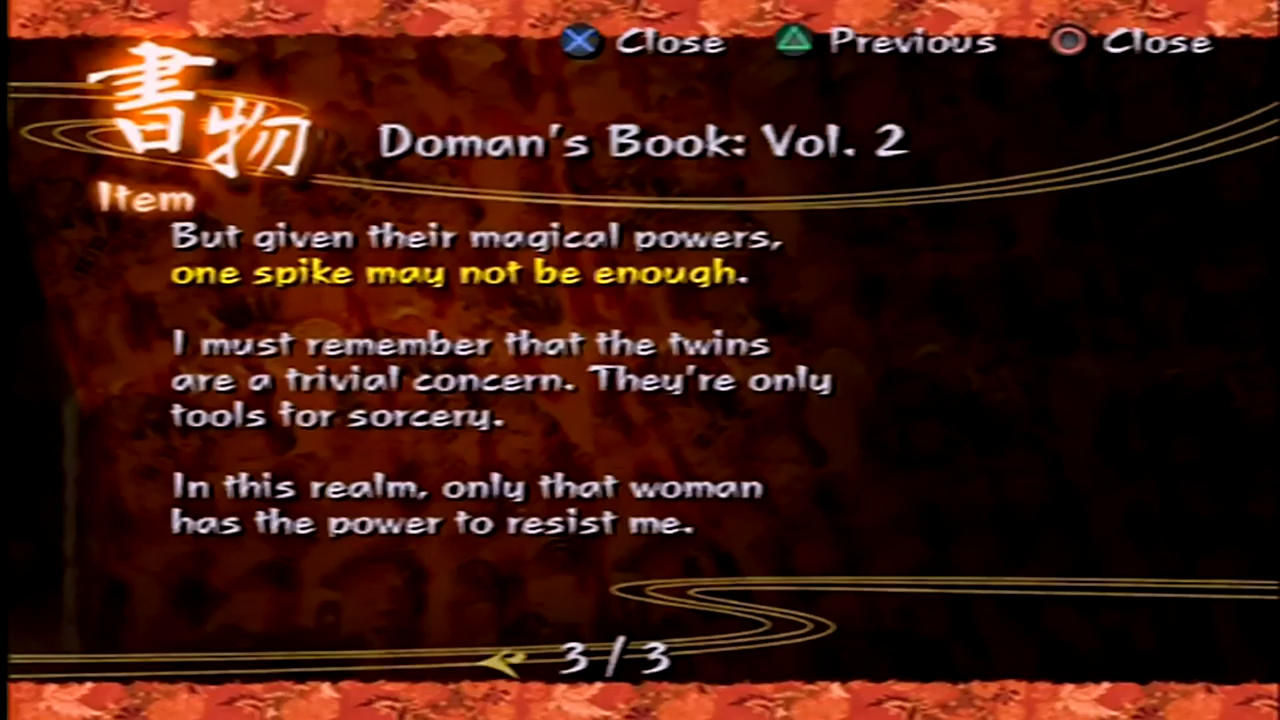 Close
Previous
Close
書物
Item
Doman's Book: Vol. 2
But given their magical powers,
one spike may not be enough.
I must remember that the twins
are a trivial concern. They're only
tools for sorcery.
In this realm, only that woman
has the power to resist me.
3/3